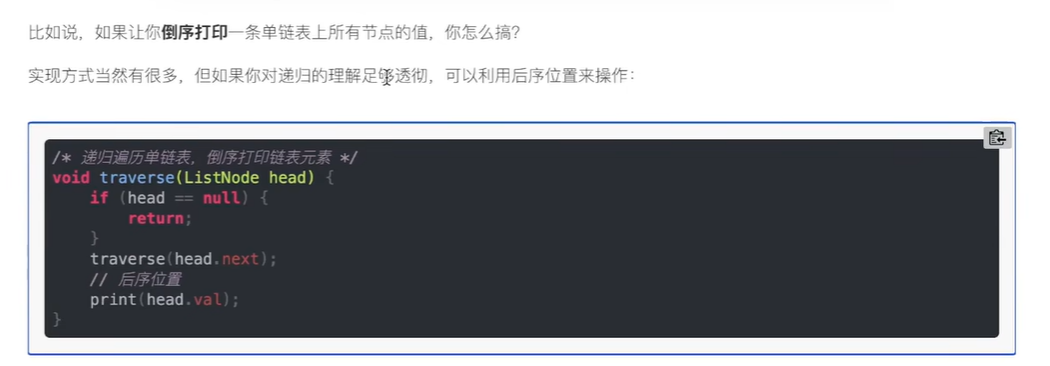 比如说，如果让你倒序打印一条单链表上所有节点的值，你怎么搞？
实现方式当然有很多，但如果你对递归的理解足够透彻，可以利用后序位置来操作：
/* 递归遍历单链表，倒序打印链表元素 */
void traverse(ListNode head) {
    if (head == null) {
        return;
    }
    traverse(head.next);
    // 后序位置
    print(head.val);
}